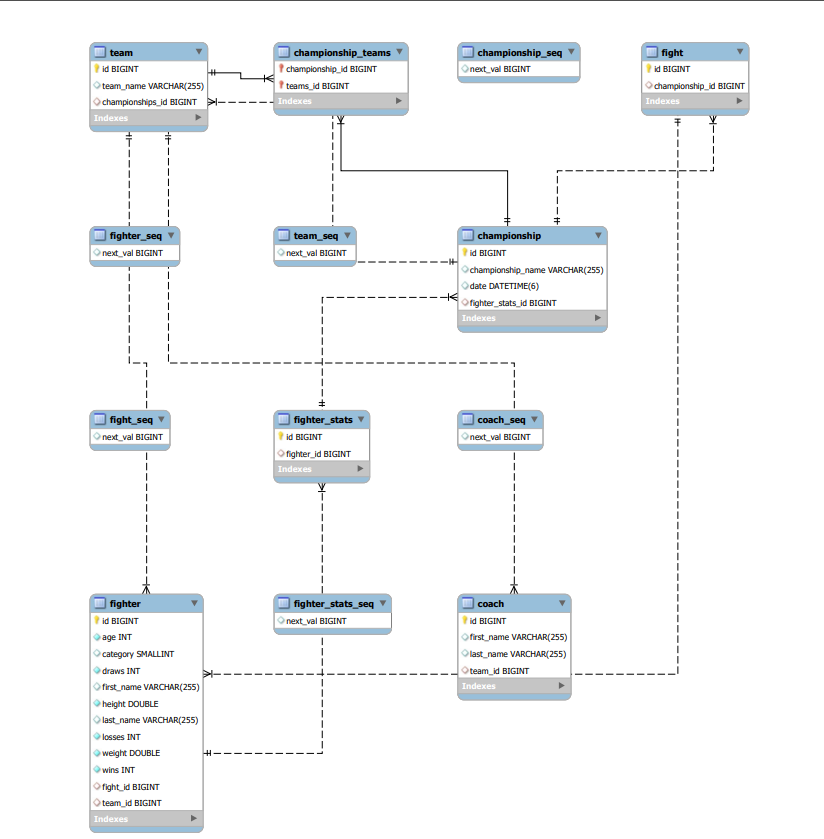 team
id BIGINT
team_name VARCHAR(255)
championships_id BIGINT
Indexes
championship_teams
championship_id BIGINT
teams_id BIGINT
Indexes
championship_seq
next_val BIGINT
fight
id BIGINT
championship_id BIGINT
Indexes
fighter_seq
next_val BIGINT
team_seq
next_val BIGINT
championship
id BIGINT
championship_name VARCHAR(255)
date DATETIME(6)
fighter_stats_id BIGINT
Indexes
fight_seq
next_val BIGINT
fighter_stats
id BIGINT
fighter_id BIGINT
Indexes
coach_seq
next_val BIGINT
fighter
id BIGINT
age INT
category SMALLINT
draws INT
first_name VARCHAR(255)
height DOUBLE
last_name VARCHAR(255)
losses INT
weight DOUBLE
wins INT
fight_id BIGINT
team_id BIGINT
Indexes
fighter_stats_seq
next_val BIGINT
coach
id BIGINT
first_name VARCHAR(255)
last_name VARCHAR(255)
team_id BIGINT
Indexes